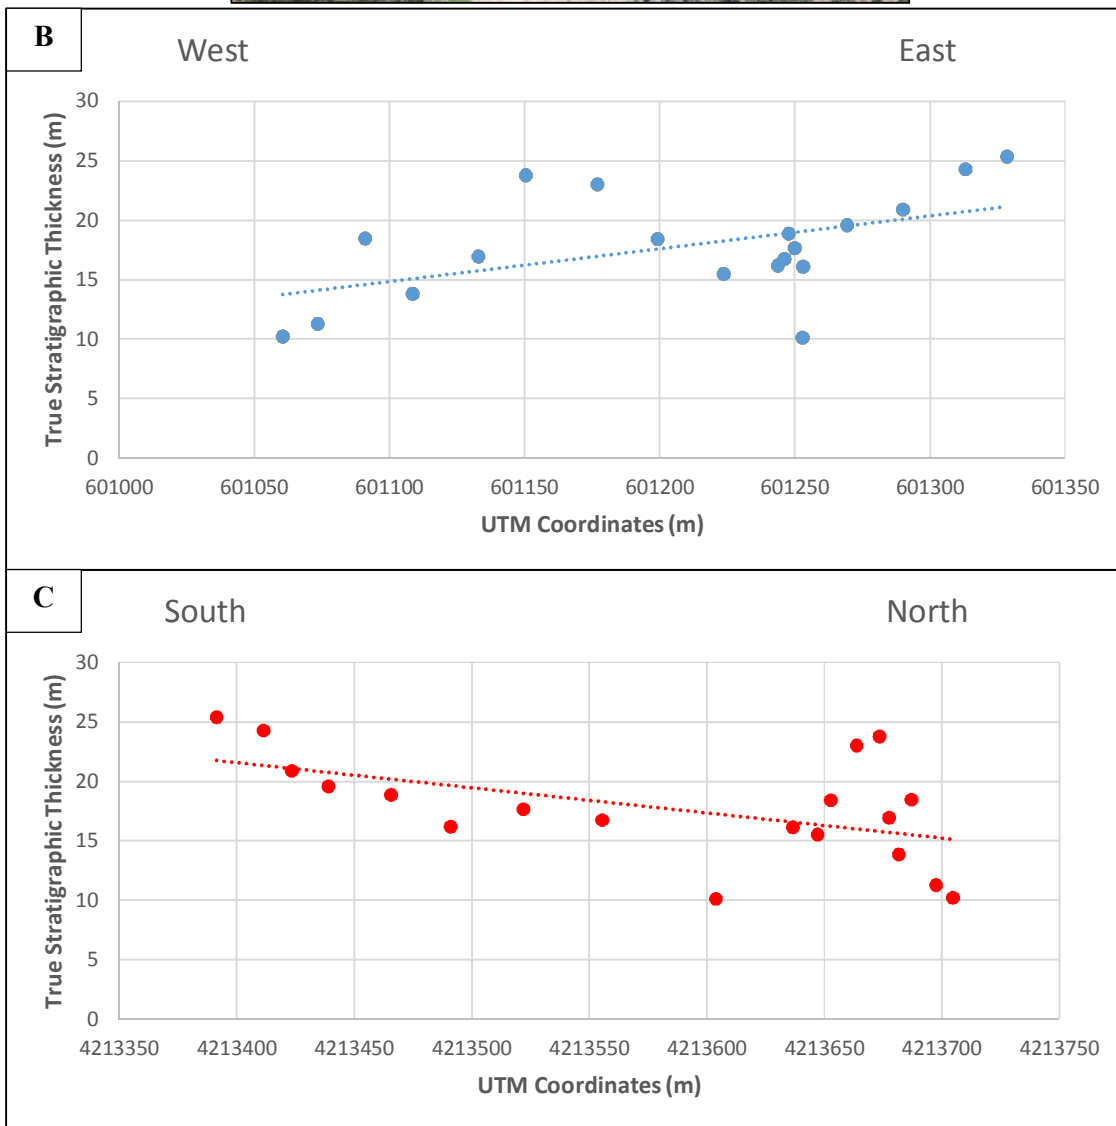 B
West East
30
25
20
15
10
5
0
True Stratigraphic Thickness (m)
601000 601050 601100 601150 601200 601250 601300 601350
UTM Coordinates (m)
C
South North
30
25
20
15
10
5
0
True Stratigraphic Thickness (m)
4213350 4213400 4213450 4213500 4213550 4213600 4213650 4213700 4213750
UTM Coordinates (m)